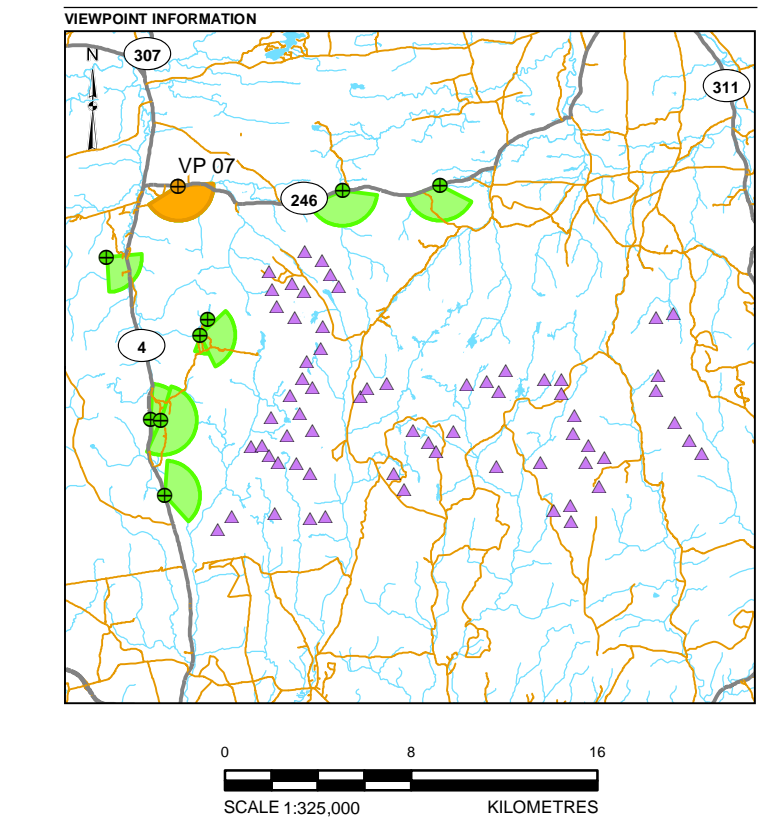 VIEWPOINT INFORMATION
307
N
311
VP 07
246
4
0 8 16
SCALE 1:325,000 KILOMETRES